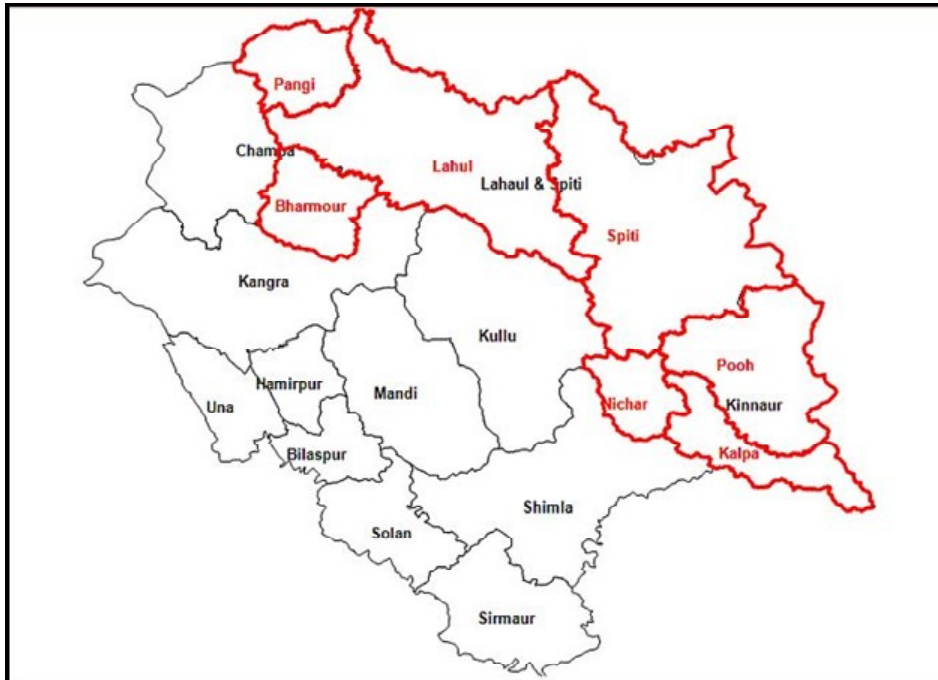 Pangi
Champa
Lahul
Lahaul & Spiti
Bharmour
Spiti
Kangra
Kullu
Pooh
Hamirpur
Mandi
Nichar
Kinnaur
Una
Bilaspur
Kalpa
Shimla
Solan
Sirmaur